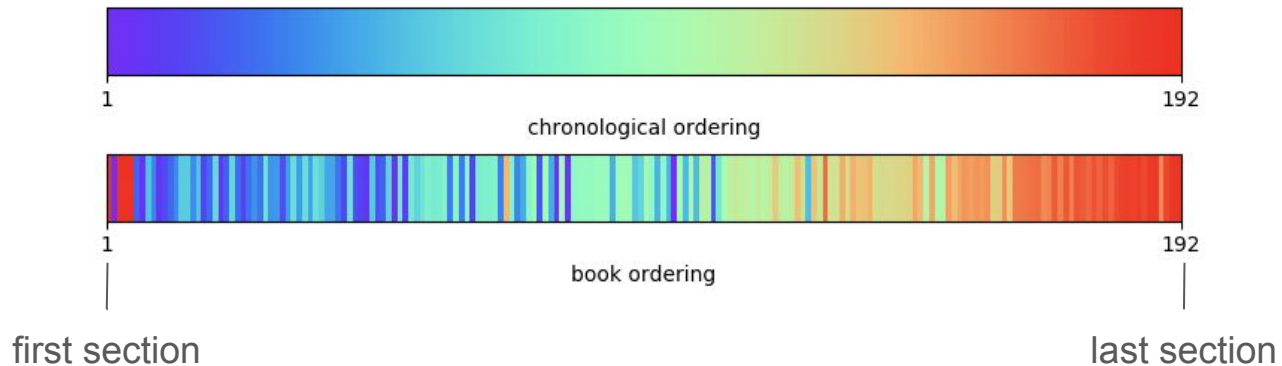 1 192
chronological ordering
1 192
book ordering
first section last section